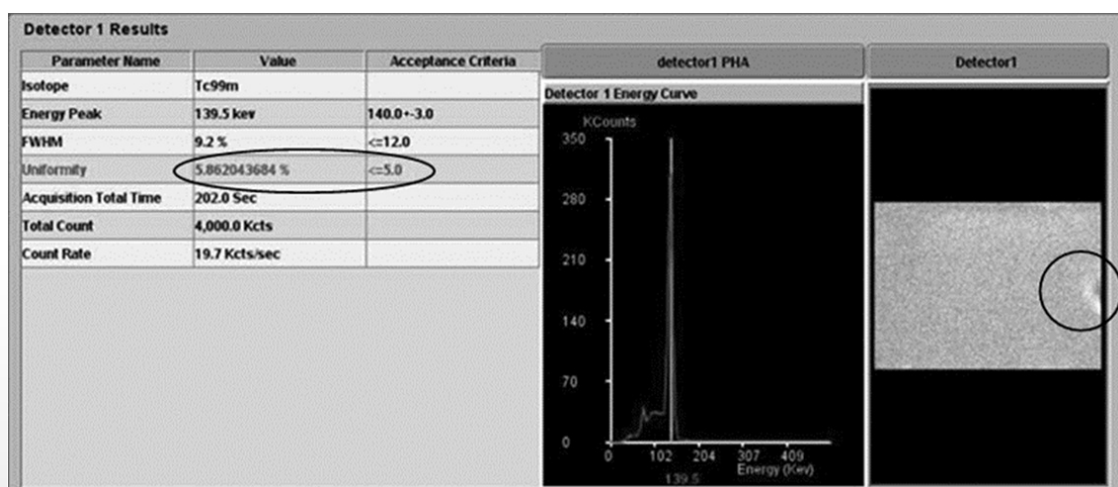 Detector 1 Results
Parameter Name Value Acceptance Criteria
Isotope Tc99m
Energy Peak 139.5 kev 140.0+-3.0
FWHM 9.2 % <=12.0
Uniformity 5.862043684 % <=5.0
Acquisition Total Time 202.0 Sec
Total Count 4,000.0 Kcts
Count Rate 19.7 Kcts/sec
detector1 PHA
Detector 1 Energy Curve
KCounts
350
280
210
140
70
0
0 102 204 307 409
Energy (Kev)
139.5
Detector1